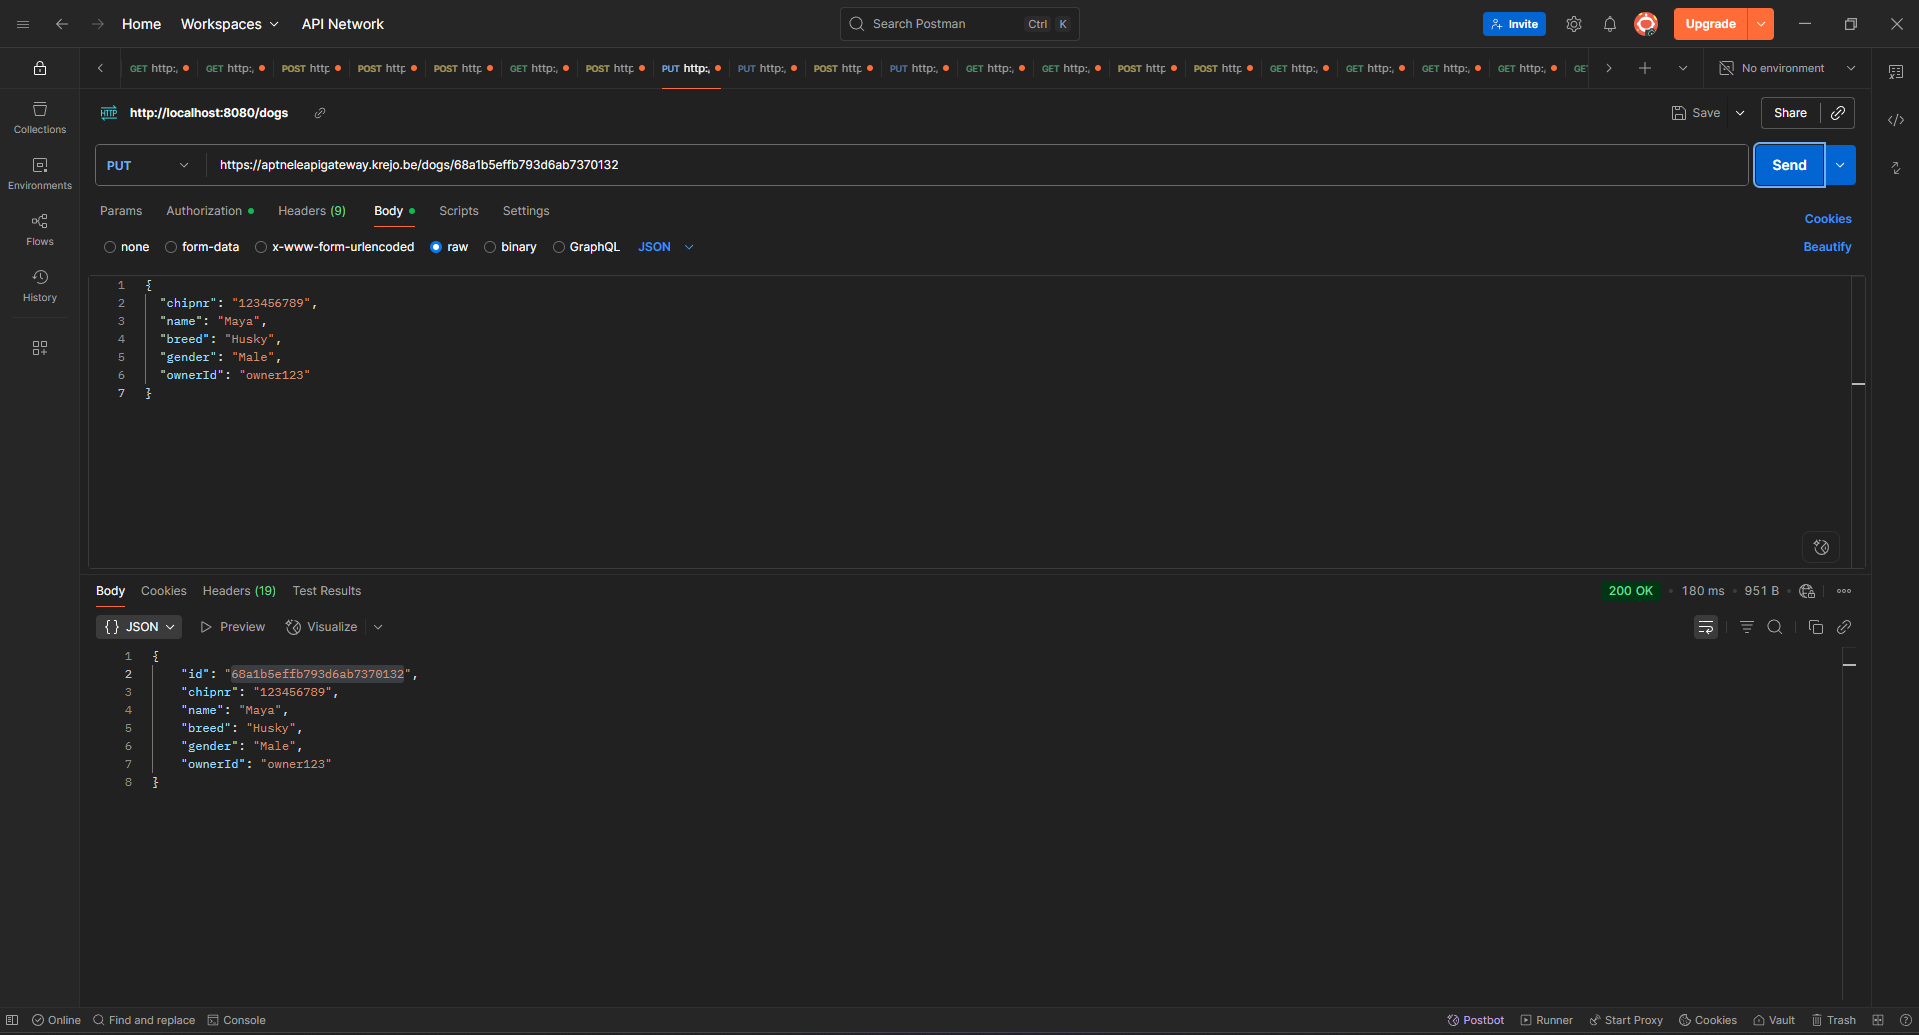 Home Workspaces API Network Search Postman Ctrl K Invite Upgrade
GET http:, GET http:, POST http POST http POST http GET http:, POST http PUT http:, PUT http:, POST http PUT http:, GET http:, GET http:, POST http POST http GET http:, GET http:, GET http:, GET http:, GE No environment
HTTP http://localhost:8080/dogs Save Share
Collections
PUT https://aptneleapigateway.krejo.be/dogs/68a1b5effb793d6ab7370132 Send
Environments
Params Authorization Headers (9) Body Scripts Settings Cookies
Flows
none form-data x-www-form-urlencoded raw binary GraphQL JSON Beautify
History
1 {
2 "chipnr": "123456789",
3 "name": "Maya",
4 "breed": "Husky",
5 "gender": "Male",
6 "ownerId": "owner123"
7 }
Body Cookies Headers (19) Test Results 200 OK • 180 ms • 951 B
{} JSON Preview Visualize
1 {
2 "id": "68a1b5effb793d6ab7370132",
3 "chipnr": "123456789",
4 "name": "Maya",
5 "breed": "Husky",
6 "gender": "Male",
7 "ownerId": "owner123"
8 }
Online Find and replace Console Postbot Runner Start Proxy Cookies Vault Trash